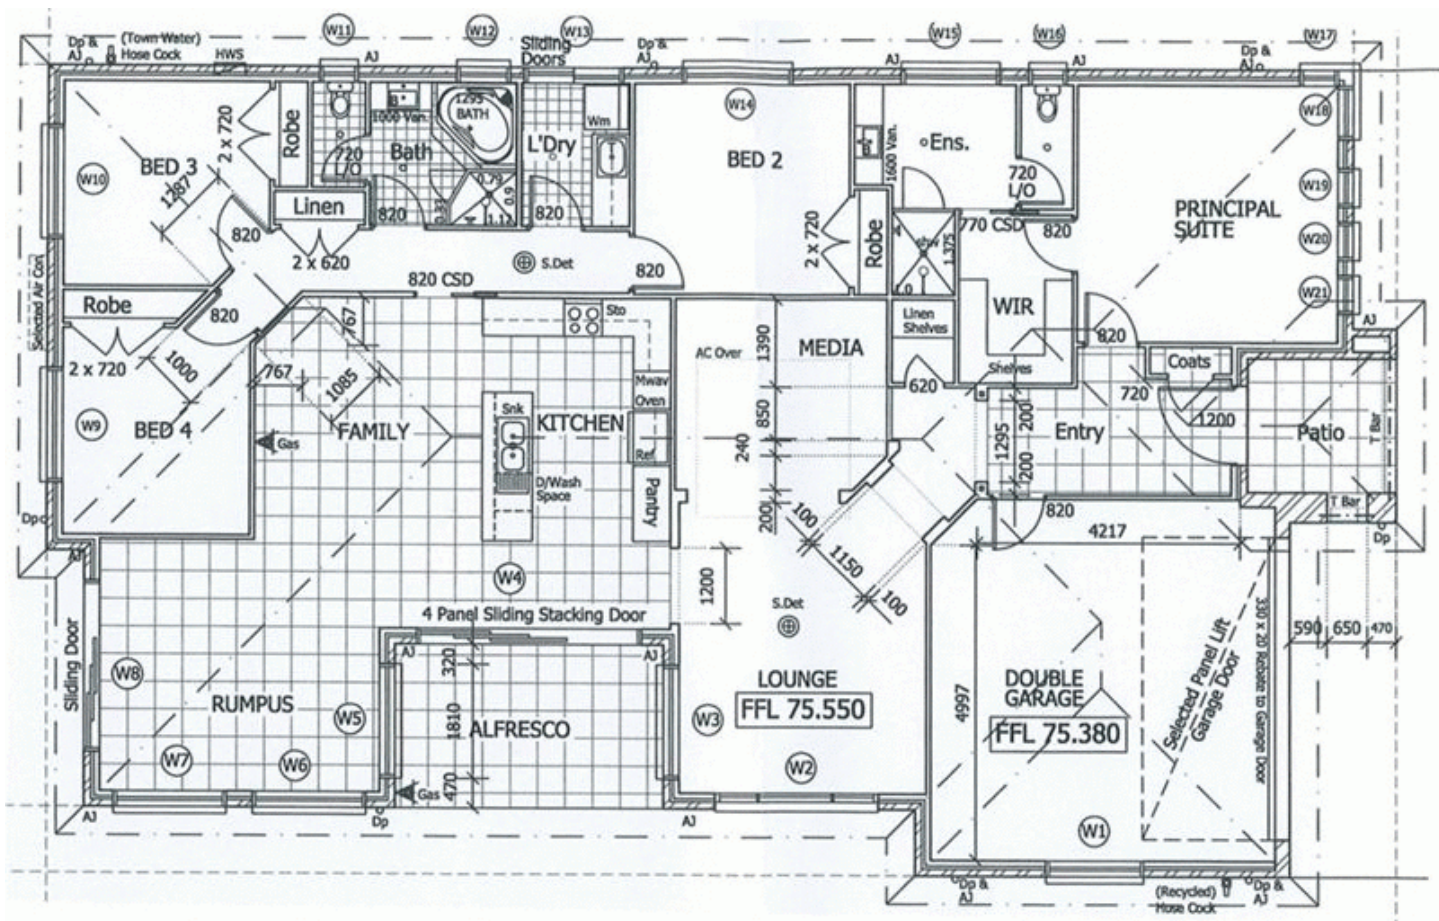 W11
W12
W13
W15
W16
W17
Dp &
AJ
(Town Water)
Hose Cock
HWS
AJ
Sliding
Doors
Dp &
AJ
AJ
AJ
Dp &
AJ
W10
BED 3
1287
2 x 720
Robe
820
720
L/O
1000 Van.
Bath
1295
BATH
0.79
0.9
820
Linen
2 x 620
L'Dry
Wm
820
S.Det
820 CSD
W14
BED 2
820
2 x 720
Robe
1600 Van.
Ens.
720
L/O
770 CSD
820
shw
1.375
1.0
WIR
Linen
Shelves
620
Shelves
PRINCIPAL
SUITE
W18
W19
W20
W21
AJ
820
Selected Air Con
Robe
2 x 720
820
1000
W9
BED 4
Dp
767
767
1085
FAMILY
Gas
Sto
Mwav
Oven
Snk
KITCHEN
Ref
D/Wash
Space
Pantry
AC Over
MEDIA
1390
850
240
200
100
1150
100
1200
S.Det
Coats
720
1200
200
1295
200
Entry
Patio
T Bar
T Bar
Dp
820
4217
W4
4 Panel Sliding Stacking Door
AJ
AJ
AJ
Sliding Door
W8
RUMPUS
W5
W7
W6
320
1810
470
ALFRESCO
Gas
LOUNGE
FFL 75.550
W3
W2
4997
DOUBLE
GARAGE
FFL 75.380
Selected Panel Lift
Garage Door
330 x 20 Rebate to Garage Door
590
650
470
W1
AJ
Dp
AJ
Dp &
AJ
(Recycled)
Hose Cock
Dp &
AJ